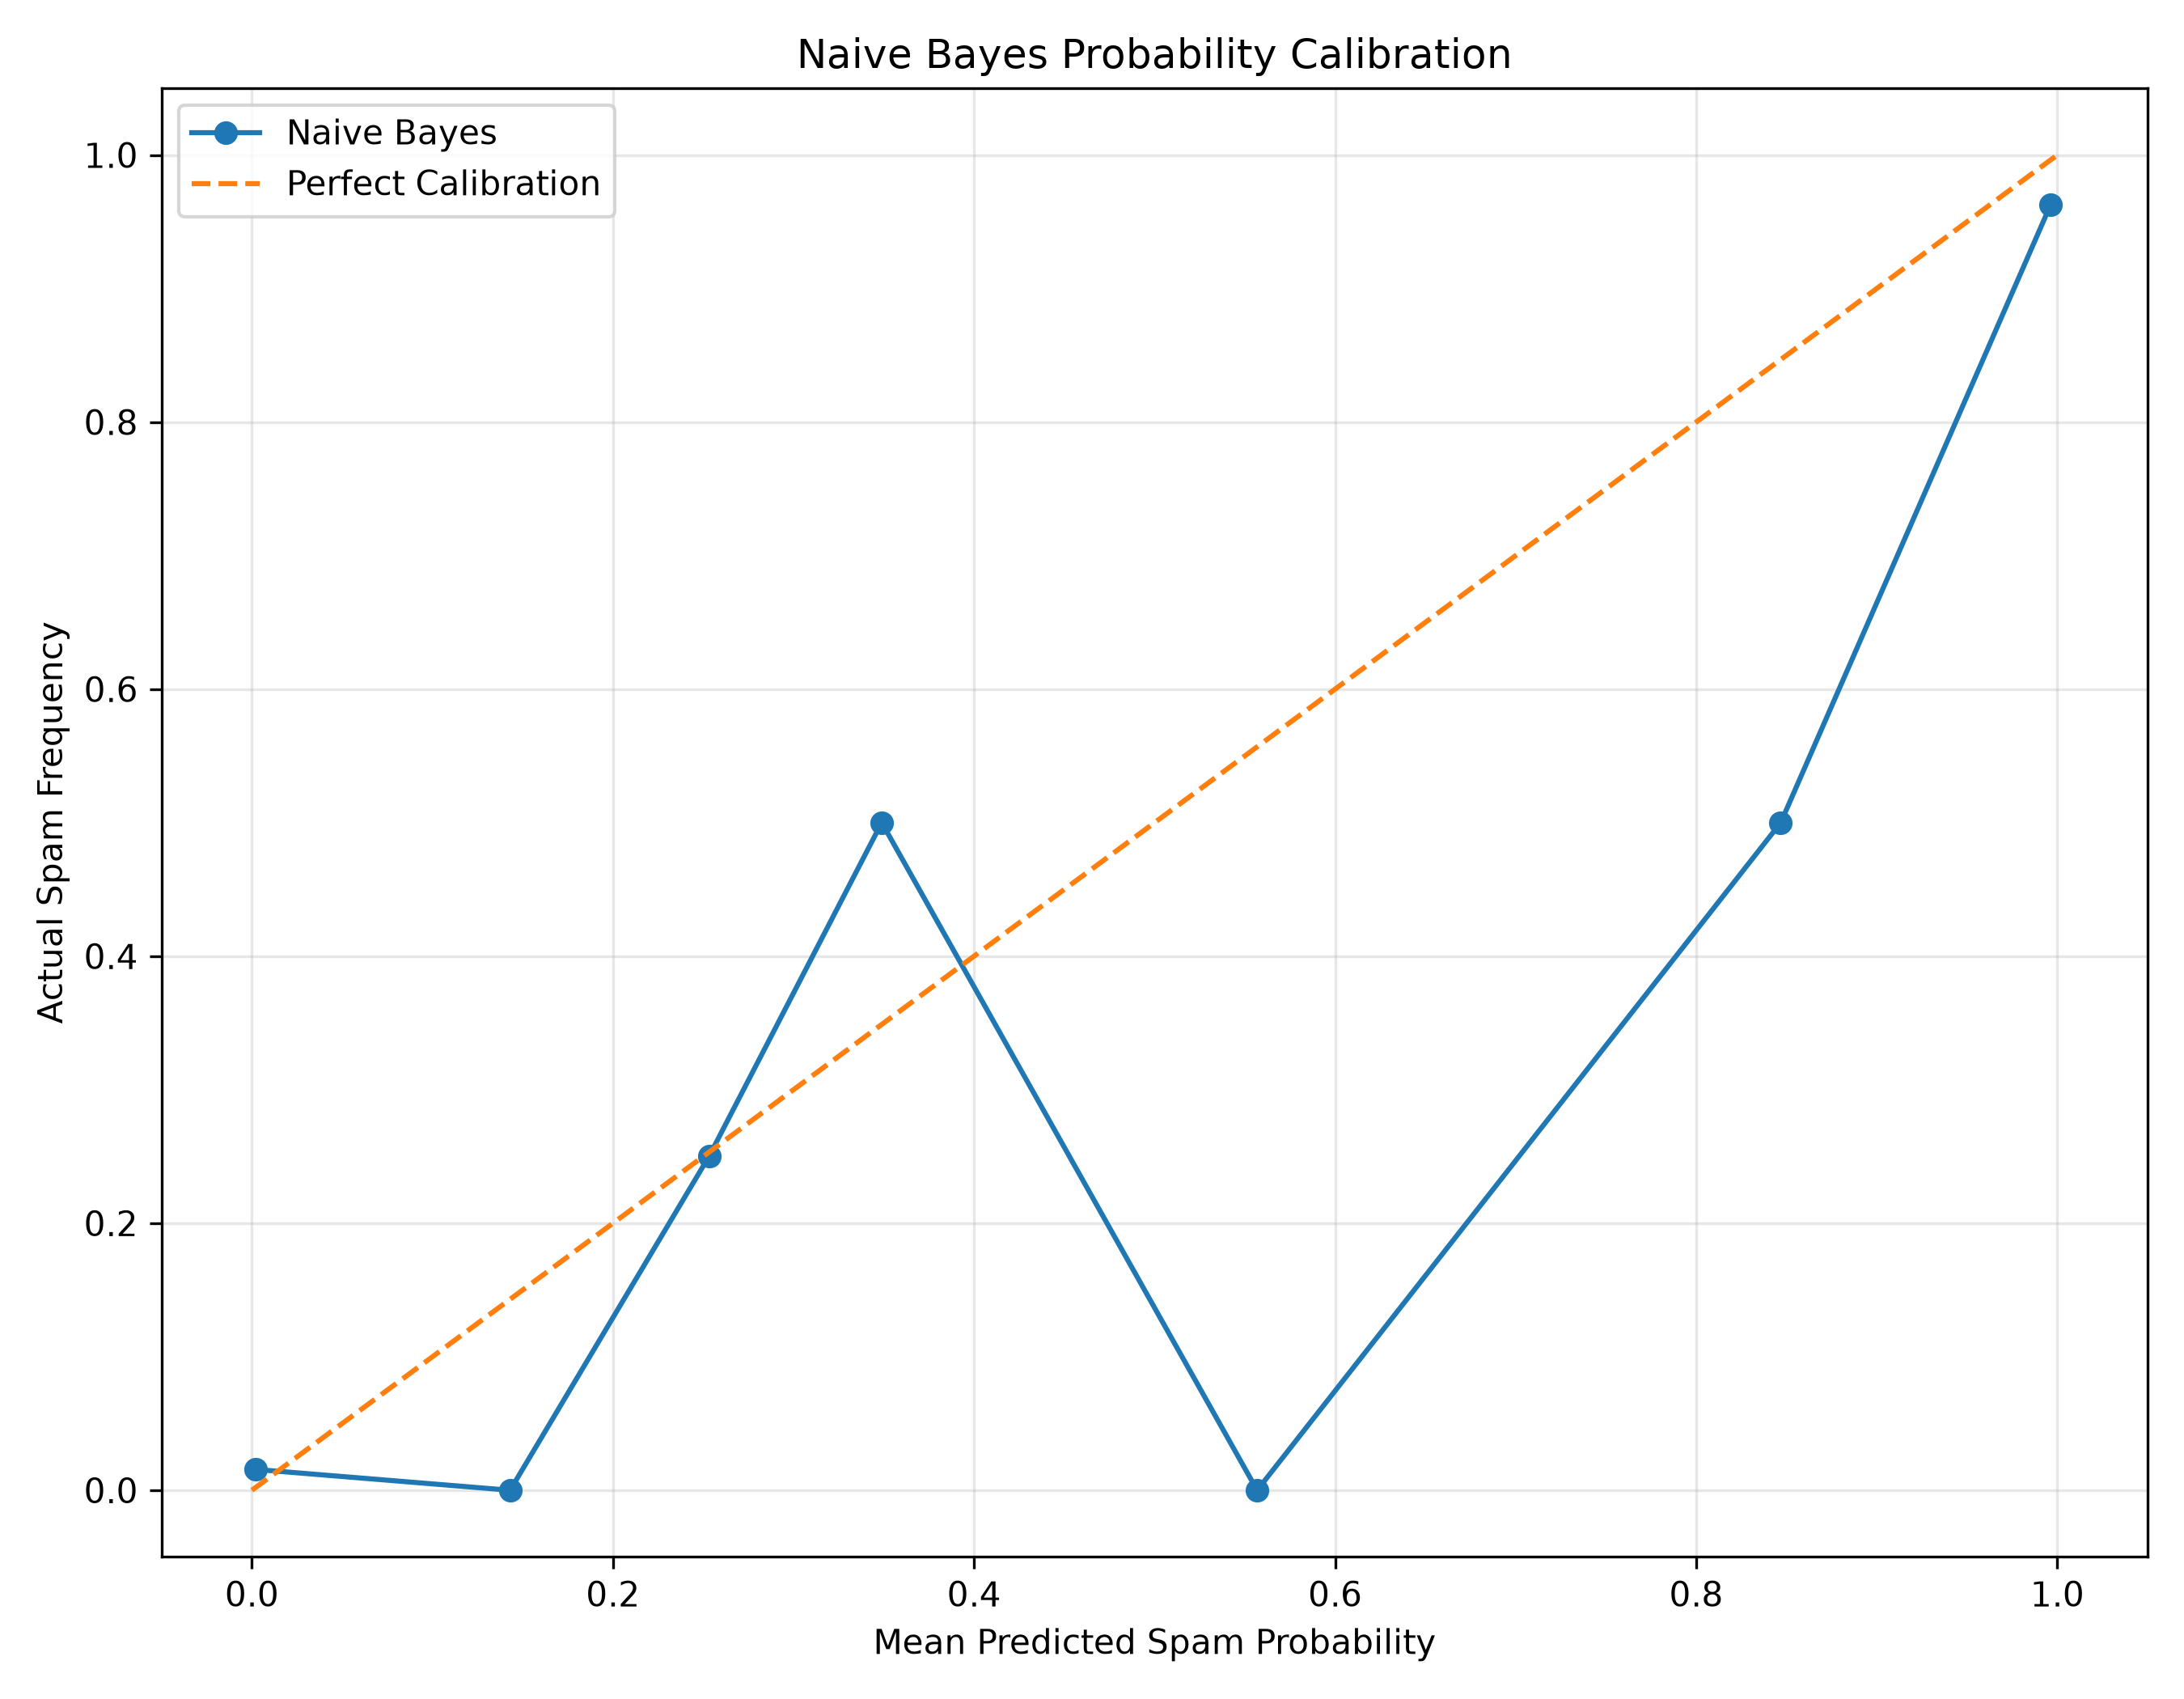 Naive Bayes Probability Calibration
Naive Bayes
Perfect Calibration
1.0
0.8
0.6
0.4
0.2
0.0
Actual Spam Frequency
0.0 0.2 0.4 0.6 0.8 1.0
Mean Predicted Spam Probability